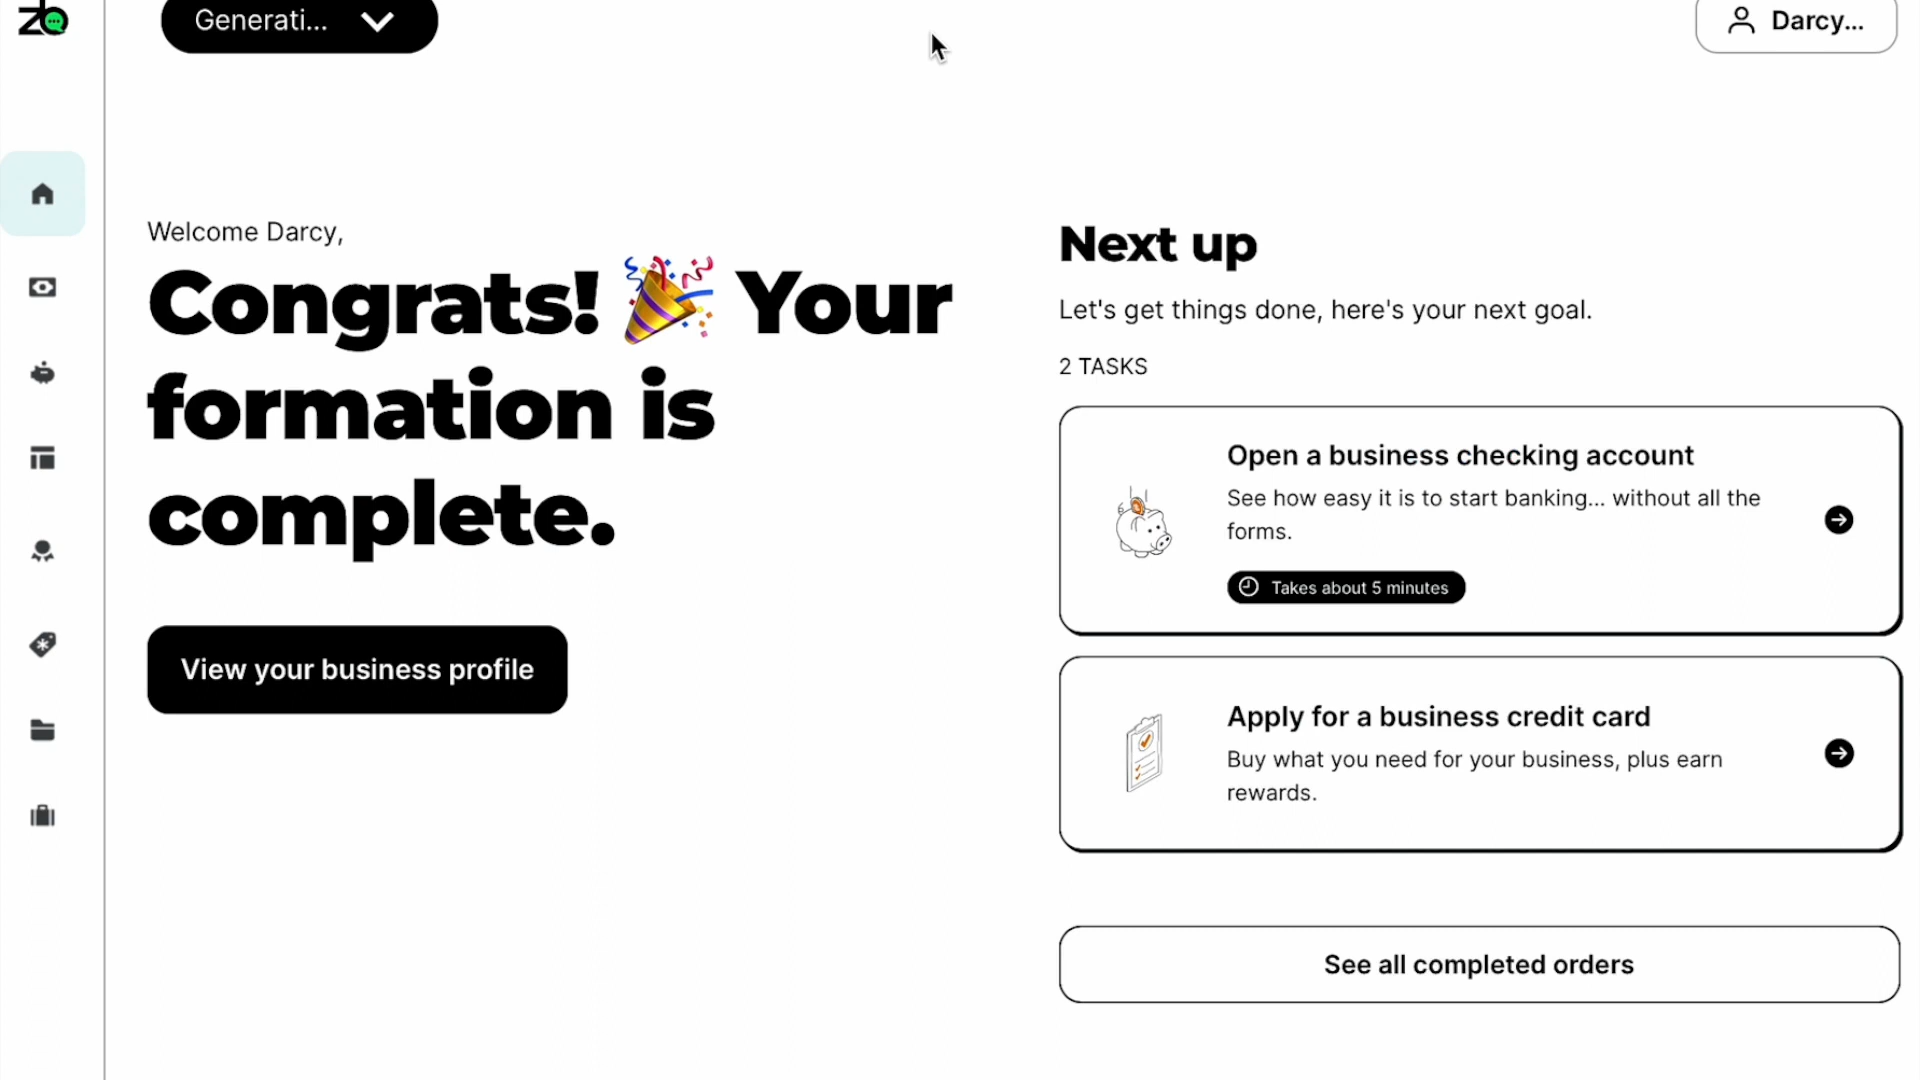 zb
Generati...
Darcy...
Welcome Darcy,
Congrats! 🎉 Your
formation is
complete.
View your business profile
Next up
Let's get things done, here's your next goal.
2 TASKS
Open a business checking account
See how easy it is to start banking... without all the
forms.
Takes about 5 minutes
Apply for a business credit card
Buy what you need for your business, plus earn
rewards.
See all completed orders